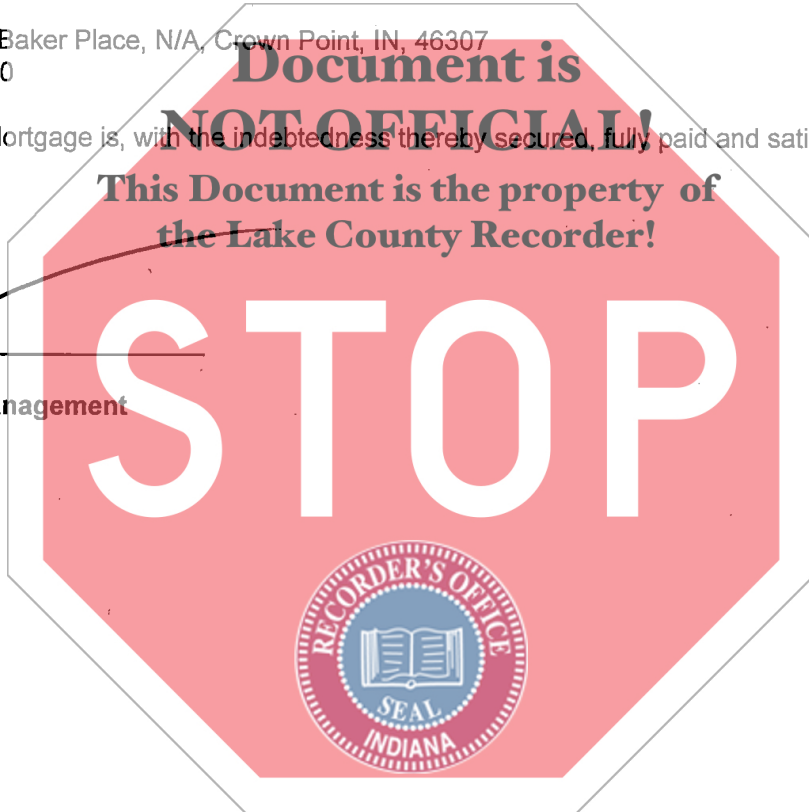 Baker Place, N/A, Crown Point, IN, 46307
0
Document is
NOT OFFICIAL!
ortgage is, with the indebtedness thereby secured, fully paid and sati
This Document is the property of
the Lake County Recorder!
nagement
STOP
RECORDER'S OFFICE
SEAL
INDIANA